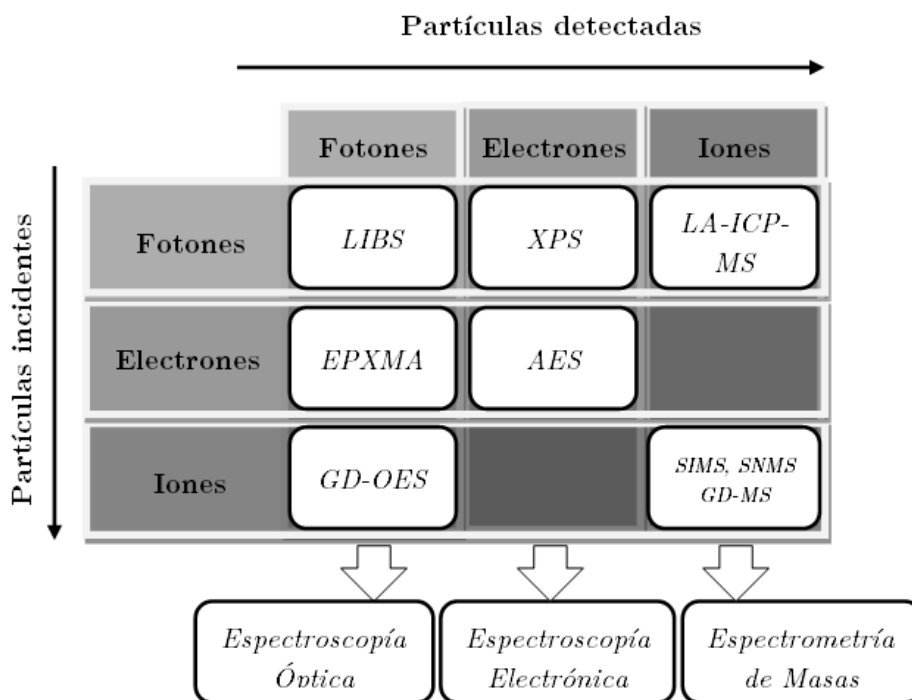 Partículas detectadas
Partículas incidentes
Fotones Electrones Iones
Fotones LIBS XPS LA-ICP-
MS
Electrones EPXMA AES
Iones GD-OES SIMS, SNMS
GD-MS
Espectroscopía Espectroscopía Espectrometría
Óptica Electrónica de Masas